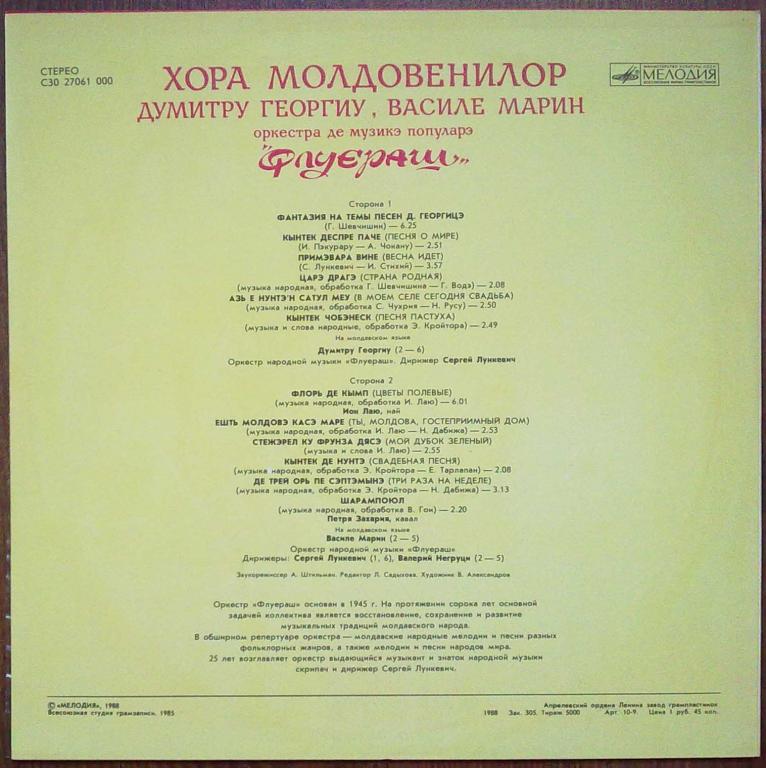 СТЕРЕО
С30 27061 000
МИНИСТЕРСТВО КУЛЬТУРЫ СССР
МЕЛОДИЯ
ВСЕСОЮЗНАЯ ФИРМА ГРАМПЛАСТИНОК
ХОРА МОЛДОВЕНИЛОР
ДУМИТРУ ГЕОРГИУ, ВАСИЛЕ МАРИН
оркестра де музикэ популарэ
"Флуераш"
Сторона 1
ФАНТАЗИЯ НА ТЕМЫ ПЕСЕН Д. ГЕОРГИЦЭ
(Г. Шевчишин) — 6.25
КЫНТЕК ДЕСПРЕ ПАЧЕ (ПЕСНЯ О МИРЕ)
(И. Пэкурару — А. Чокану) — 2.51
ПРИМЭВАРА ВИНЕ (ВЕСНА ИДЕТ)
(С. Лункевич — И. Стихий) — 3.57
ЦАРЭ ДРАГЭ (СТРАНА РОДНАЯ)
(музыка народная, обработка Г. Шевчишина — Г. Водэ) — 2.08
АЗЬ Е НУНТЭ'Н САТУЛ МЕУ (В МОЕМ СЕЛЕ СЕГОДНЯ СВАДЬБА)
(музыка народная, обработка С. Чухрия — Н. Русу) — 2.50
КЫНТЕК ЧОБЭНЕСК (ПЕСНЯ ПАСТУХА)
(музыка и слова народные, обработка Э. Кройтора) — 2.49
На молдавском языке
Думитру Георгиу (2 — 6)
Оркестр народной музыки «Флуераш». Дирижер Сергей Лункевич
Сторона 2
ФЛОРЬ ДЕ КЫМП (ЦВЕТЫ ПОЛЕВЫЕ)
(музыка народная, обработка И. Лаю) — 6.01
Ион Лаю, най
ЕШТЬ МОЛДОВЭ КАСЭ МАРЕ (ТЫ, МОЛДОВА, ГОСТЕПРИИМНЫЙ ДОМ)
(музыка народная, обработка И. Лаю — Н. Дабижа) — 2.53
СТЕЖЭРЕЛ КУ ФРУНЗА ДЯСЭ (МОЙ ДУБОК ЗЕЛЕНЫЙ)
(музыка и слова И. Лаю) — 2.55
КЫНТЕК ДЕ НУНТЭ (СВАДЕБНАЯ ПЕСНЯ)
(музыка народная, обработка Э. Кройтора — Е. Тарлапан) — 2.08
ДЕ ТРЕЙ ОРЬ ПЕ СЭПТЭМЫНЭ (ТРИ РАЗА НА НЕДЕЛЕ)
(музыка народная, обработка Э. Кройтора — Н. Дабижа) — 3.13
ШАРАМПОЮЛ
(музыка народная, обработка В. Гои) — 2.20
Петря Захария, кавал
На молдавском языке
Василе Марин (2 — 5)
Оркестр народной музыки «Флуераш»
Дирижеры: Сергей Лункевич (1, 6), Валерий Негруци (2 — 5)
Звукорежиссер А. Штильман. Редактор Л. Садыхова. Художник В. Александров
Оркестр «Флуераш» основан в 1945 г. На протяжении сорока лет основной
задачей коллектива является восстановление, сохранение и развитие
музыкальных традиций молдавского народа.
В обширном репертуаре оркестра — молдавские народные мелодии и песни разных
фольклорных жанров, а также мелодии и песни народов мира.
25 лет возглавляет оркестр выдающийся музыкант и знаток народной музыки
скрипач и дирижер Сергей Лункевич.
© «МЕЛОДИЯ», 1988
Всесоюзная студия грамзаписи, 1985
Апрелевский ордена Ленина завод грампластинок
1988 Зак. 305. Тираж 5000 Арт. 10-9. Цена 1 руб. 45 коп.